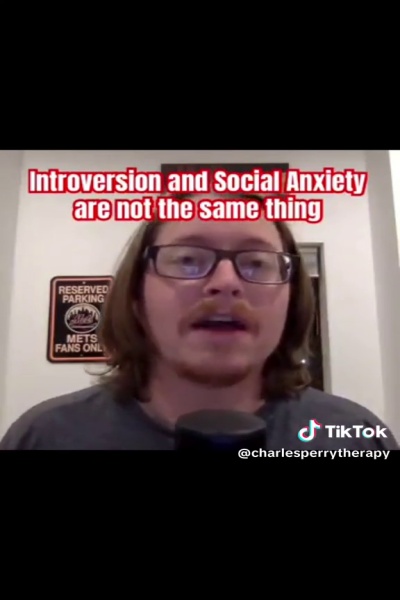 Introversion and Social Anxiety
are not the same thing
RESERVED
PARKING
METS
FANS ONLY
TikTok
@charlesperrytherapy